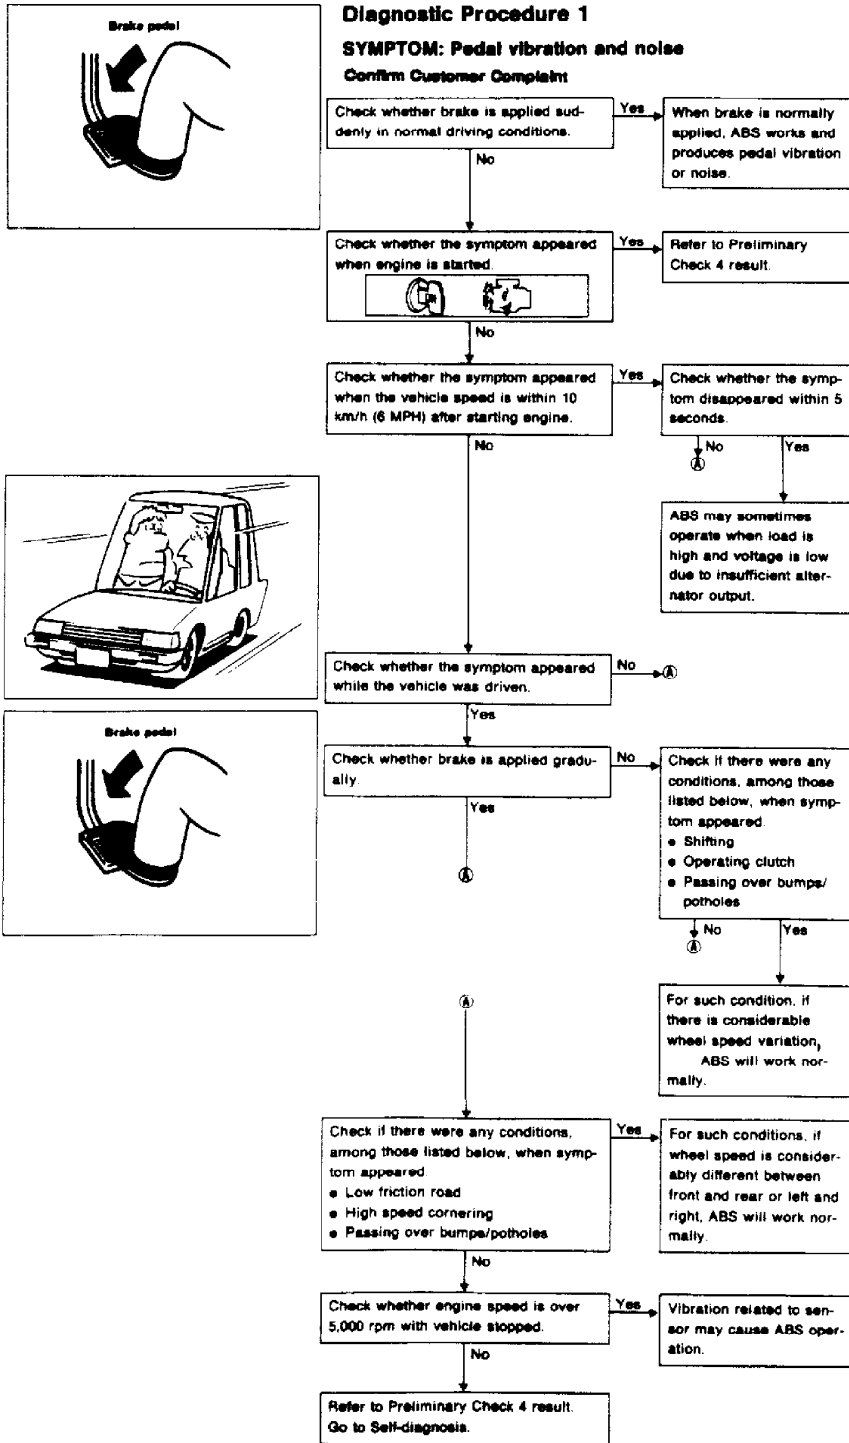 Diagnostic Procedure 1
SYMPTOM: Pedal vibration and noise
Confirm Customer Complaint
Brake pedal
Check whether brake is applied sud-
denly in normal driving conditions.
Yes
When brake is normally
applied, ABS works and
produces pedal vibration
or noise.
No
Check whether the symptom appeared
when engine is started.
Yes
Refer to Preliminary
Check 4 result.
No
Check whether the symptom appeared
when the vehicle speed is within 10
km/h (6 MPH) after starting engine.
Yes
Check whether the symp-
tom disappeared within 5
seconds.
No
No
Yes
A
ABS may sometimes
operate when load is
high and voltage is low
due to insufficient alter-
nator output.
Check whether the symptom appeared
while the vehicle was driven.
No
A
Yes
Brake pedal
Check whether brake is applied gradu-
ally.
No
Check if there were any
conditions, among those
listed below, when symp-
tom appeared.
● Shifting
● Operating clutch
● Passing over bumps/
potholes
Yes
A
No
Yes
A
For such condition, if
there is considerable
wheel speed variation,
ABS will work nor-
mally.
A
Check if there were any conditions,
among those listed below, when symp-
tom appeared.
● Low friction road
● High speed cornering
● Passing over bumps/potholes
Yes
For such conditions, if
wheel speed is consider-
ably different between
front and rear or left and
right, ABS will work nor-
mally.
No
Check whether engine speed is over
5,000 rpm with vehicle stopped.
Yes
Vibration related to sen-
sor may cause ABS oper-
ation.
No
Refer to Preliminary Check 4 result.
Go to Self-diagnosis.